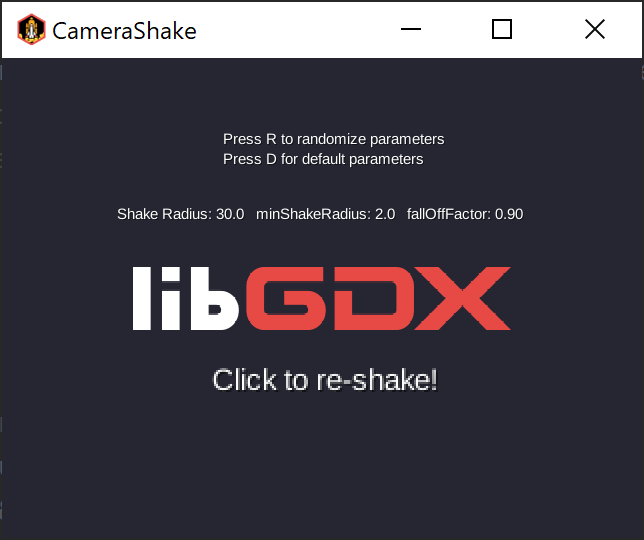 CameraShake
Press R to randomize parameters
Press D for default parameters
Shake Radius: 30.0 minShakeRadius: 2.0 fallOffFactor: 0.90
libGDX
Click to re-shake!